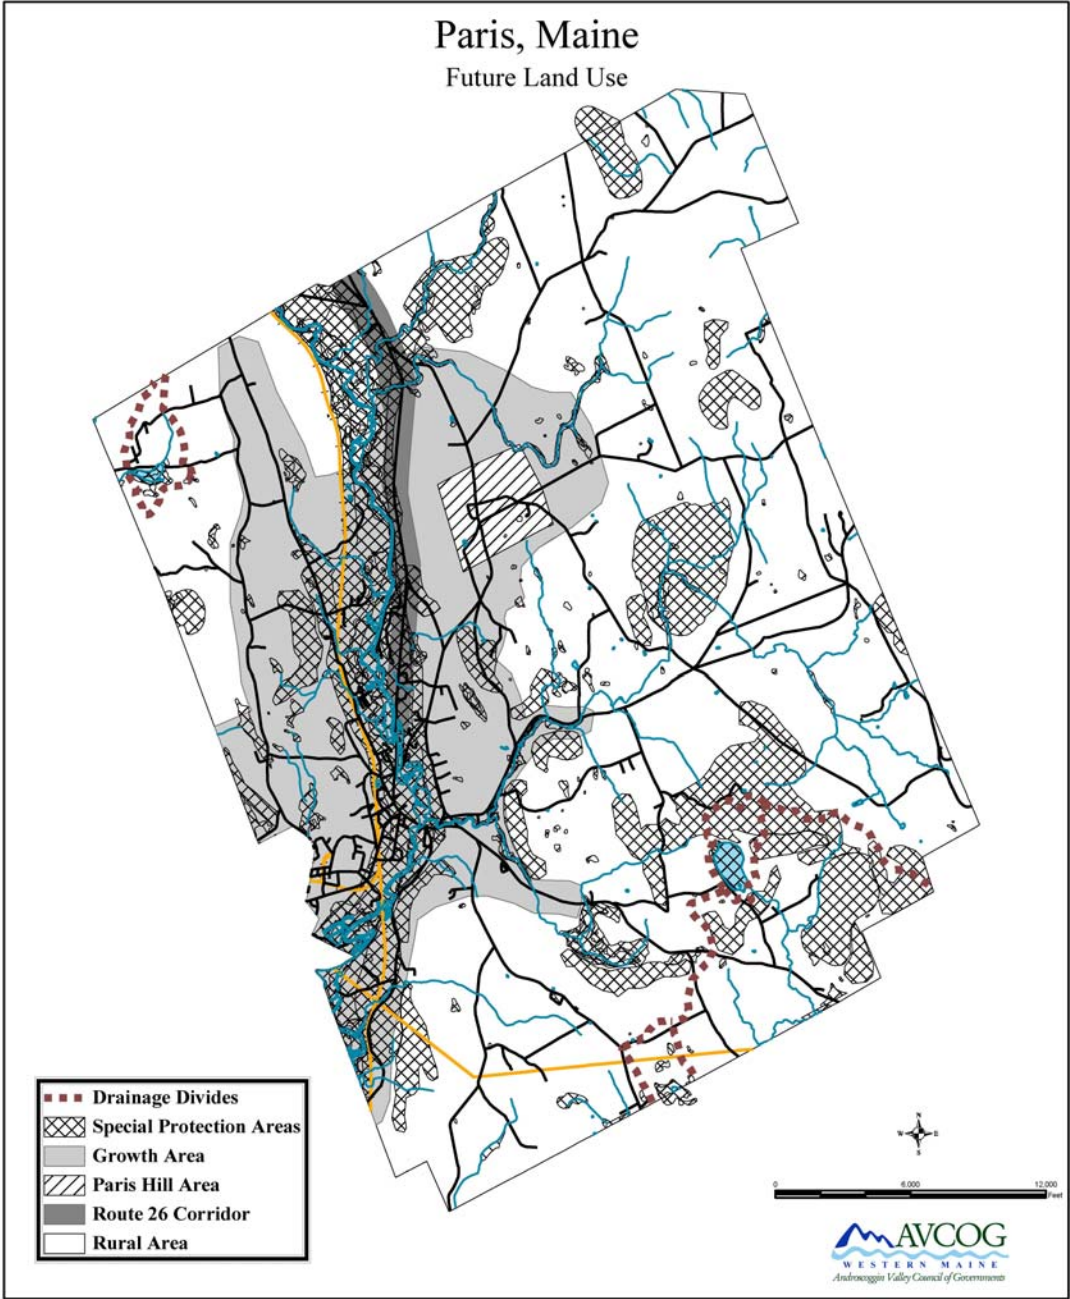 Paris, Maine
Future Land Use
Drainage Divides
Special Protection Areas
Growth Area
Paris Hill Area
Route 26 Corridor
Rural Area
N
W E
S
0 6,000 12,000
Feet
AVCOG
WESTERN MAINE
Androscoggin Valley Council of Governments